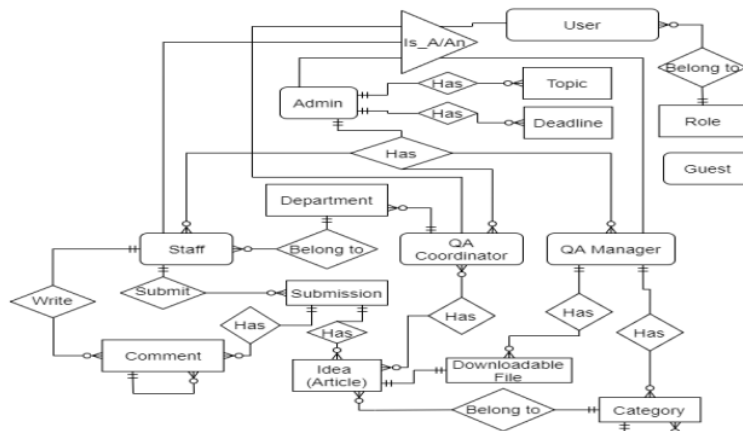 User
Is_A/An
Belong to
Has
Topic
Admin
Has
Deadline
Role
Has
Guest
Department
Staff
Belong to
QA
Coordinator
QA Manager
Submit
Submission
Write
Has
Has
Has
Has
Has
Comment
Idea
(Article)
Downloadable
File
Belong to
Category